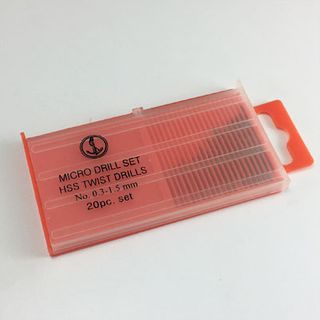 MICRO DRILL SET
HSS TWIST DRILLS
No. 0.3-1.5 mm
20pc. set